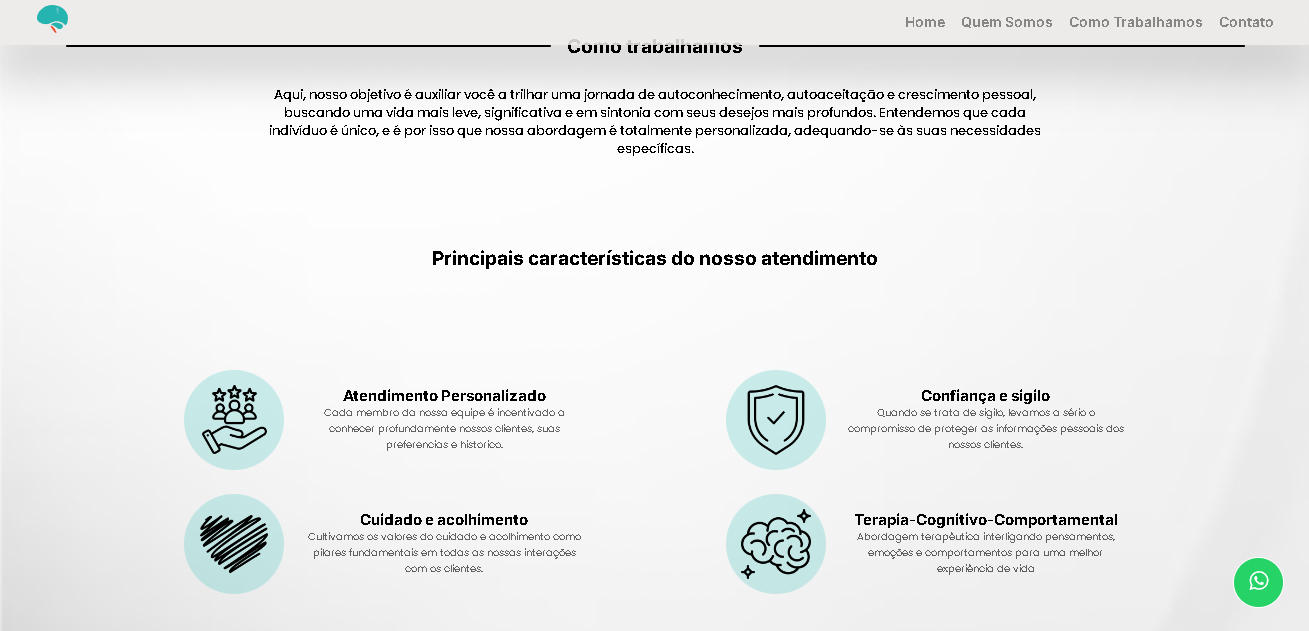 Home Quem Somos Como Trabalhamos Contato
Como trabalhamos
Aqui, nosso objetivo é auxiliar você a trilhar uma jornada de autoconhecimento, autoaceitação e crescimento pessoal,
buscando uma vida mais leve, significativa e em sintonia com seus desejos mais profundos. Entendemos que cada
indivíduo é único, e é por isso que nossa abordagem é totalmente personalizada, adequando-se às suas necessidades
específicas.
Principais características do nosso atendimento
Atendimento Personalizado
Cada membro da nossa equipe é incentivado a
conhecer profundamente nossos clientes, suas
preferencias e historico.
Confiança e sigilo
Quando se trata de sigilo, levamos a sério o
compromisso de proteger as informações pessoais dos
nossos clientes.
Cuidado e acolhimento
Cultivamos os valores do cuidado e acolhimento como
pilares fundamentais em todas as nossas interações
com os clientes.
Terapia-Cognitivo-Comportamental
Abordagem terapêutica interligando pensamentos,
emoções e comportamentos para uma melhor
experiência de vida